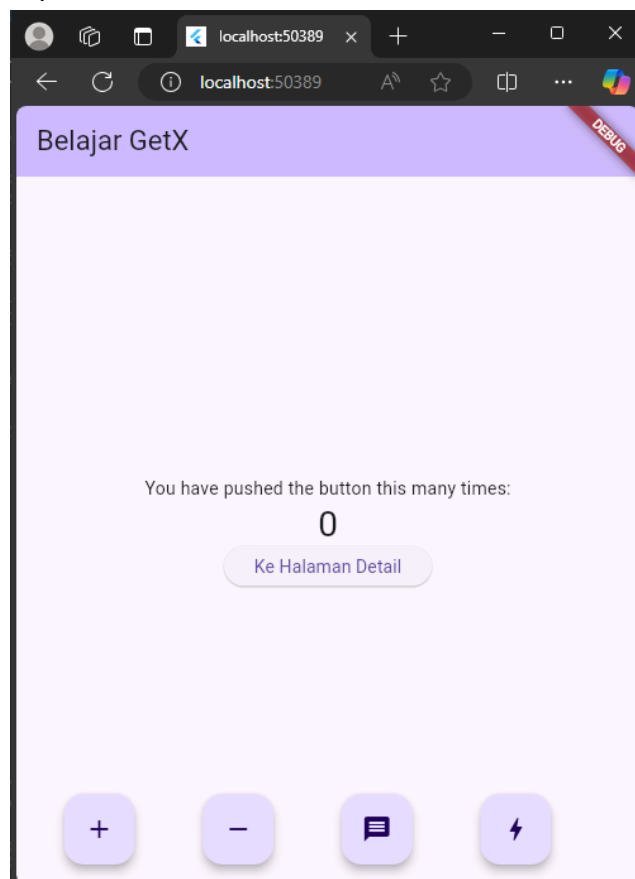 localhost:50389
localhost:50389
Belajar GetX
DEBUG
You have pushed the button this many times:
0
Ke Halaman Detail